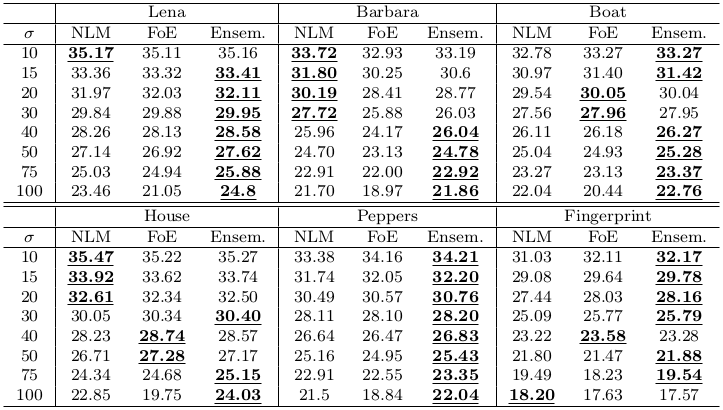 Lena Barbara Boat
σ NLM FoE Ensem. NLM FoE Ensem. NLM FoE Ensem.
10 35.17 35.11 35.16 33.72 32.93 33.19 32.78 33.27 33.27
15 33.36 33.32 33.41 31.80 30.25 30.6 30.97 31.40 31.42
20 31.97 32.03 32.11 30.19 28.41 28.77 29.54 30.05 30.04
30 29.84 29.88 29.95 27.72 25.88 26.03 27.56 27.96 27.95
40 28.26 28.13 28.58 25.96 24.17 26.04 26.11 26.18 26.27
50 27.14 26.92 27.62 24.70 23.13 24.78 25.04 24.93 25.28
75 25.03 24.94 25.88 22.91 22.00 22.92 23.27 23.13 23.37
100 23.46 21.05 24.8 21.70 18.97 21.86 22.04 20.44 22.76
House Peppers Fingerprint
σ NLM FoE Ensem. NLM FoE Ensem. NLM FoE Ensem.
10 35.47 35.22 35.27 33.38 34.16 34.21 31.03 32.11 32.17
15 33.92 33.62 33.74 31.74 32.05 32.20 29.08 29.64 29.78
20 32.61 32.34 32.50 30.49 30.57 30.76 27.44 28.03 28.16
30 30.05 30.34 30.40 28.11 28.10 28.20 25.09 25.77 25.79
40 28.23 28.74 28.57 26.64 26.47 26.83 23.22 23.58 23.28
50 26.71 27.28 27.17 25.16 24.95 25.43 21.80 21.47 21.88
75 24.34 24.68 25.15 22.91 22.55 23.35 19.49 18.23 19.54
100 22.85 19.75 24.03 21.5 18.84 22.04 18.20 17.63 17.57